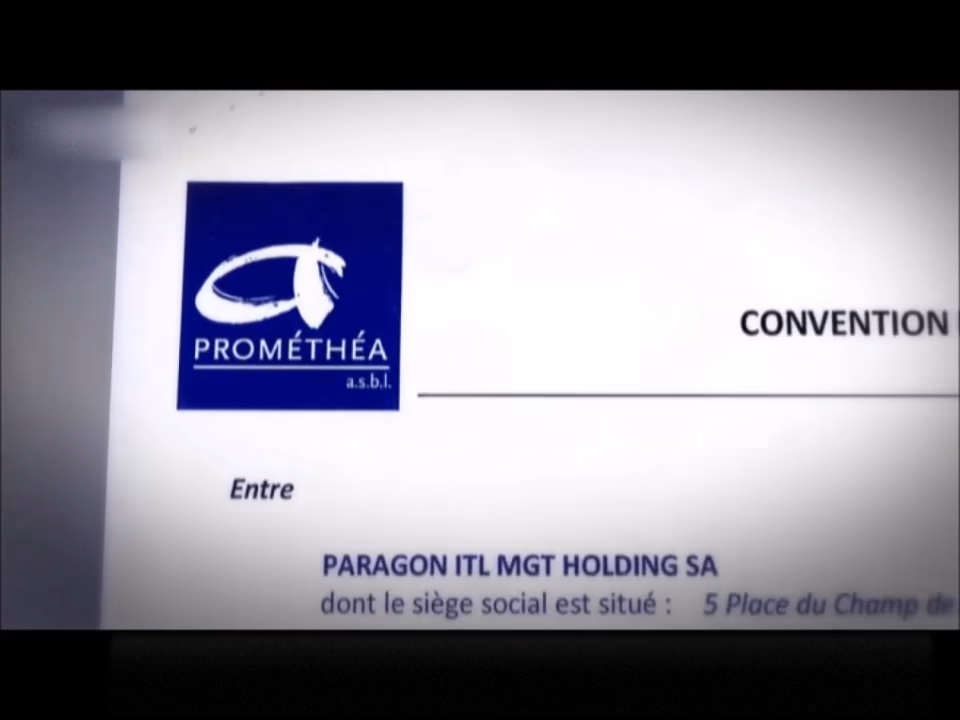 PROMÉTHÉA
a.s.b.l.
CONVENTION
Entre
PARAGON ITL MGT HOLDING SA
dont le siège social est situé : 5 Place du Champ de